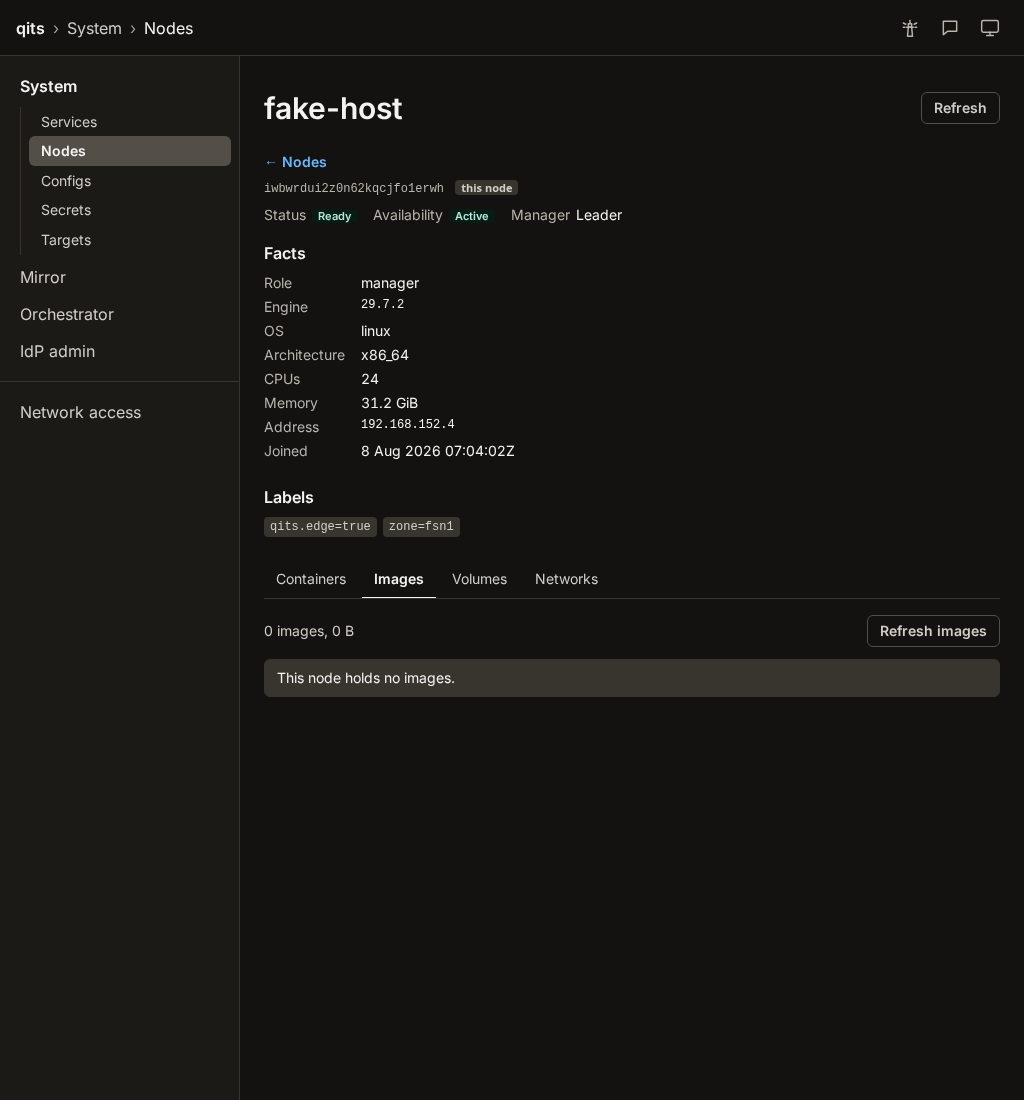 qits › System › Nodes
System
Services
Nodes
Configs
Secrets
Targets
Mirror
Orchestrator
IdP admin
Network access
fake-host
Refresh
← Nodes
iwbwrdui2z0n62kqcjfo1erwh this node
Status Ready Availability Active Manager Leader
Facts
Role manager
Engine 29.7.2
OS linux
Architecture x86_64
CPUs 24
Memory 31.2 GiB
Address 192.168.152.4
Joined 8 Aug 2026 07:04:02Z
Labels
qits.edge=true zone=fsn1
Containers Images Volumes Networks
0 images, 0 B
Refresh images
This node holds no images.